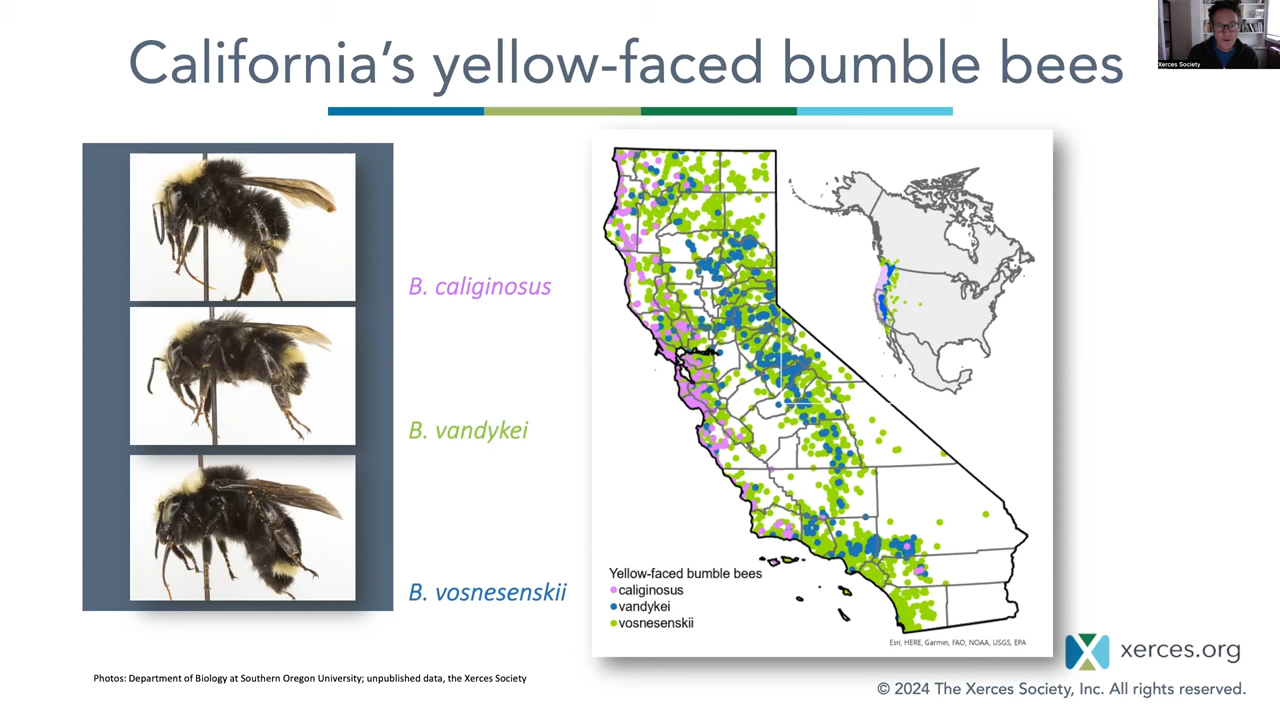 California's yellow-faced bumble bees
Xerces Society
B. caliginosus
B. vandykei
B. vosnesenskii
Yellow-faced bumble bees
caliginosus
vandykei
vosnesenskii
Esri, HERE, Garmin, FAO, NOAA, USGS, EPA
xerces.org
Photos: Department of Biology at Southern Oregon University; unpublished data, the Xerces Society
© 2024 The Xerces Society, Inc. All rights reserved.